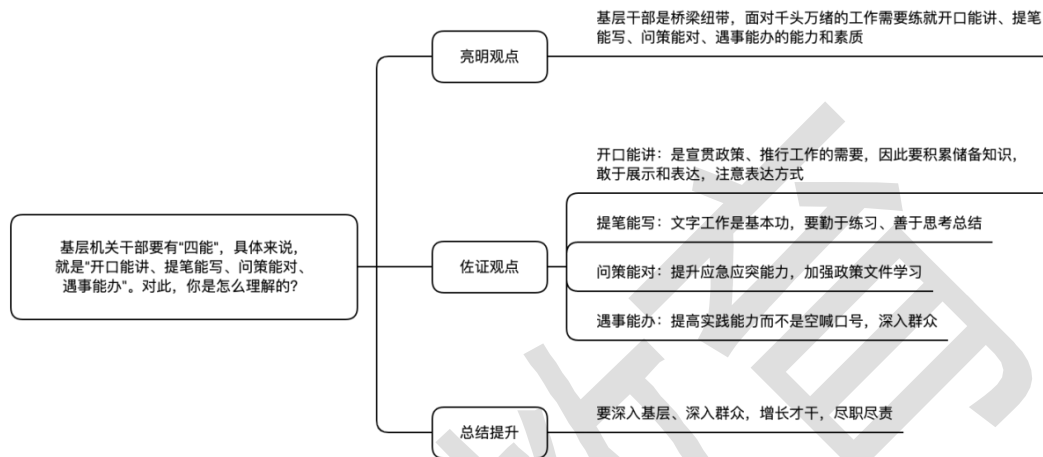 基层干部是桥梁纽带，面对千头万绪的工作需要练就开口能讲、提笔
能写、问策能对、遇事能办的能力和素质
亮明观点
开口能讲：是宣贯政策、推行工作的需要，因此要积累储备知识，
敢于展示和表达，注意表达方式
提笔能写：文字工作是基本功，要勤于练习、善于思考总结
基层机关干部要有“四能”，具体来说，
就是“开口能讲、提笔能写、问策能对、
遇事能办”。对此，你是怎么理解的？
佐证观点
问策能对：提升应急应突能力，加强政策文件学习
遇事能办：提高实践能力而不是空喊口号，深入群众
要深入基层、深入群众，增长才干，尽职尽责
总结提升